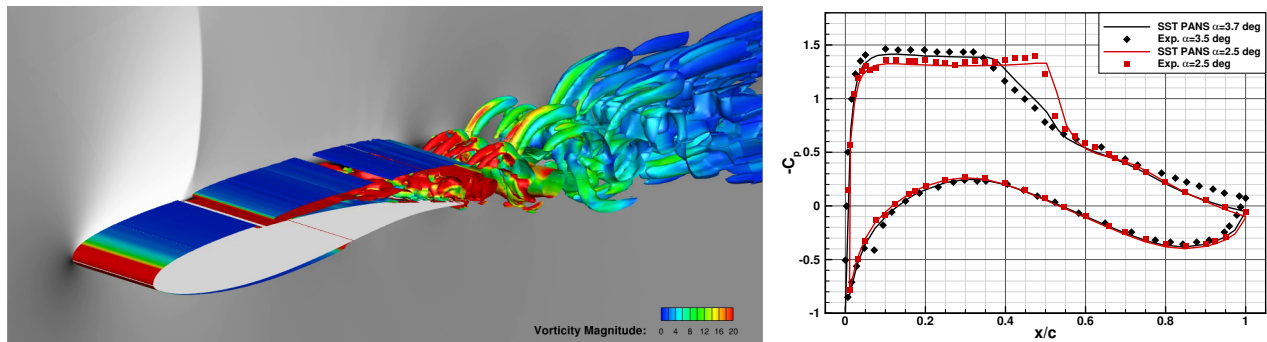 Vorticity Magnitude:
0 4 8 12 16 20
SST PANS α=3.7 deg
Exp. α=3.5 deg
SST PANS α=2.5 deg
Exp. α=2.5 deg
-Cp
1.5
1
0.5
0
-0.5
-1
0 0.2 0.4 0.6 0.8 1
x/c